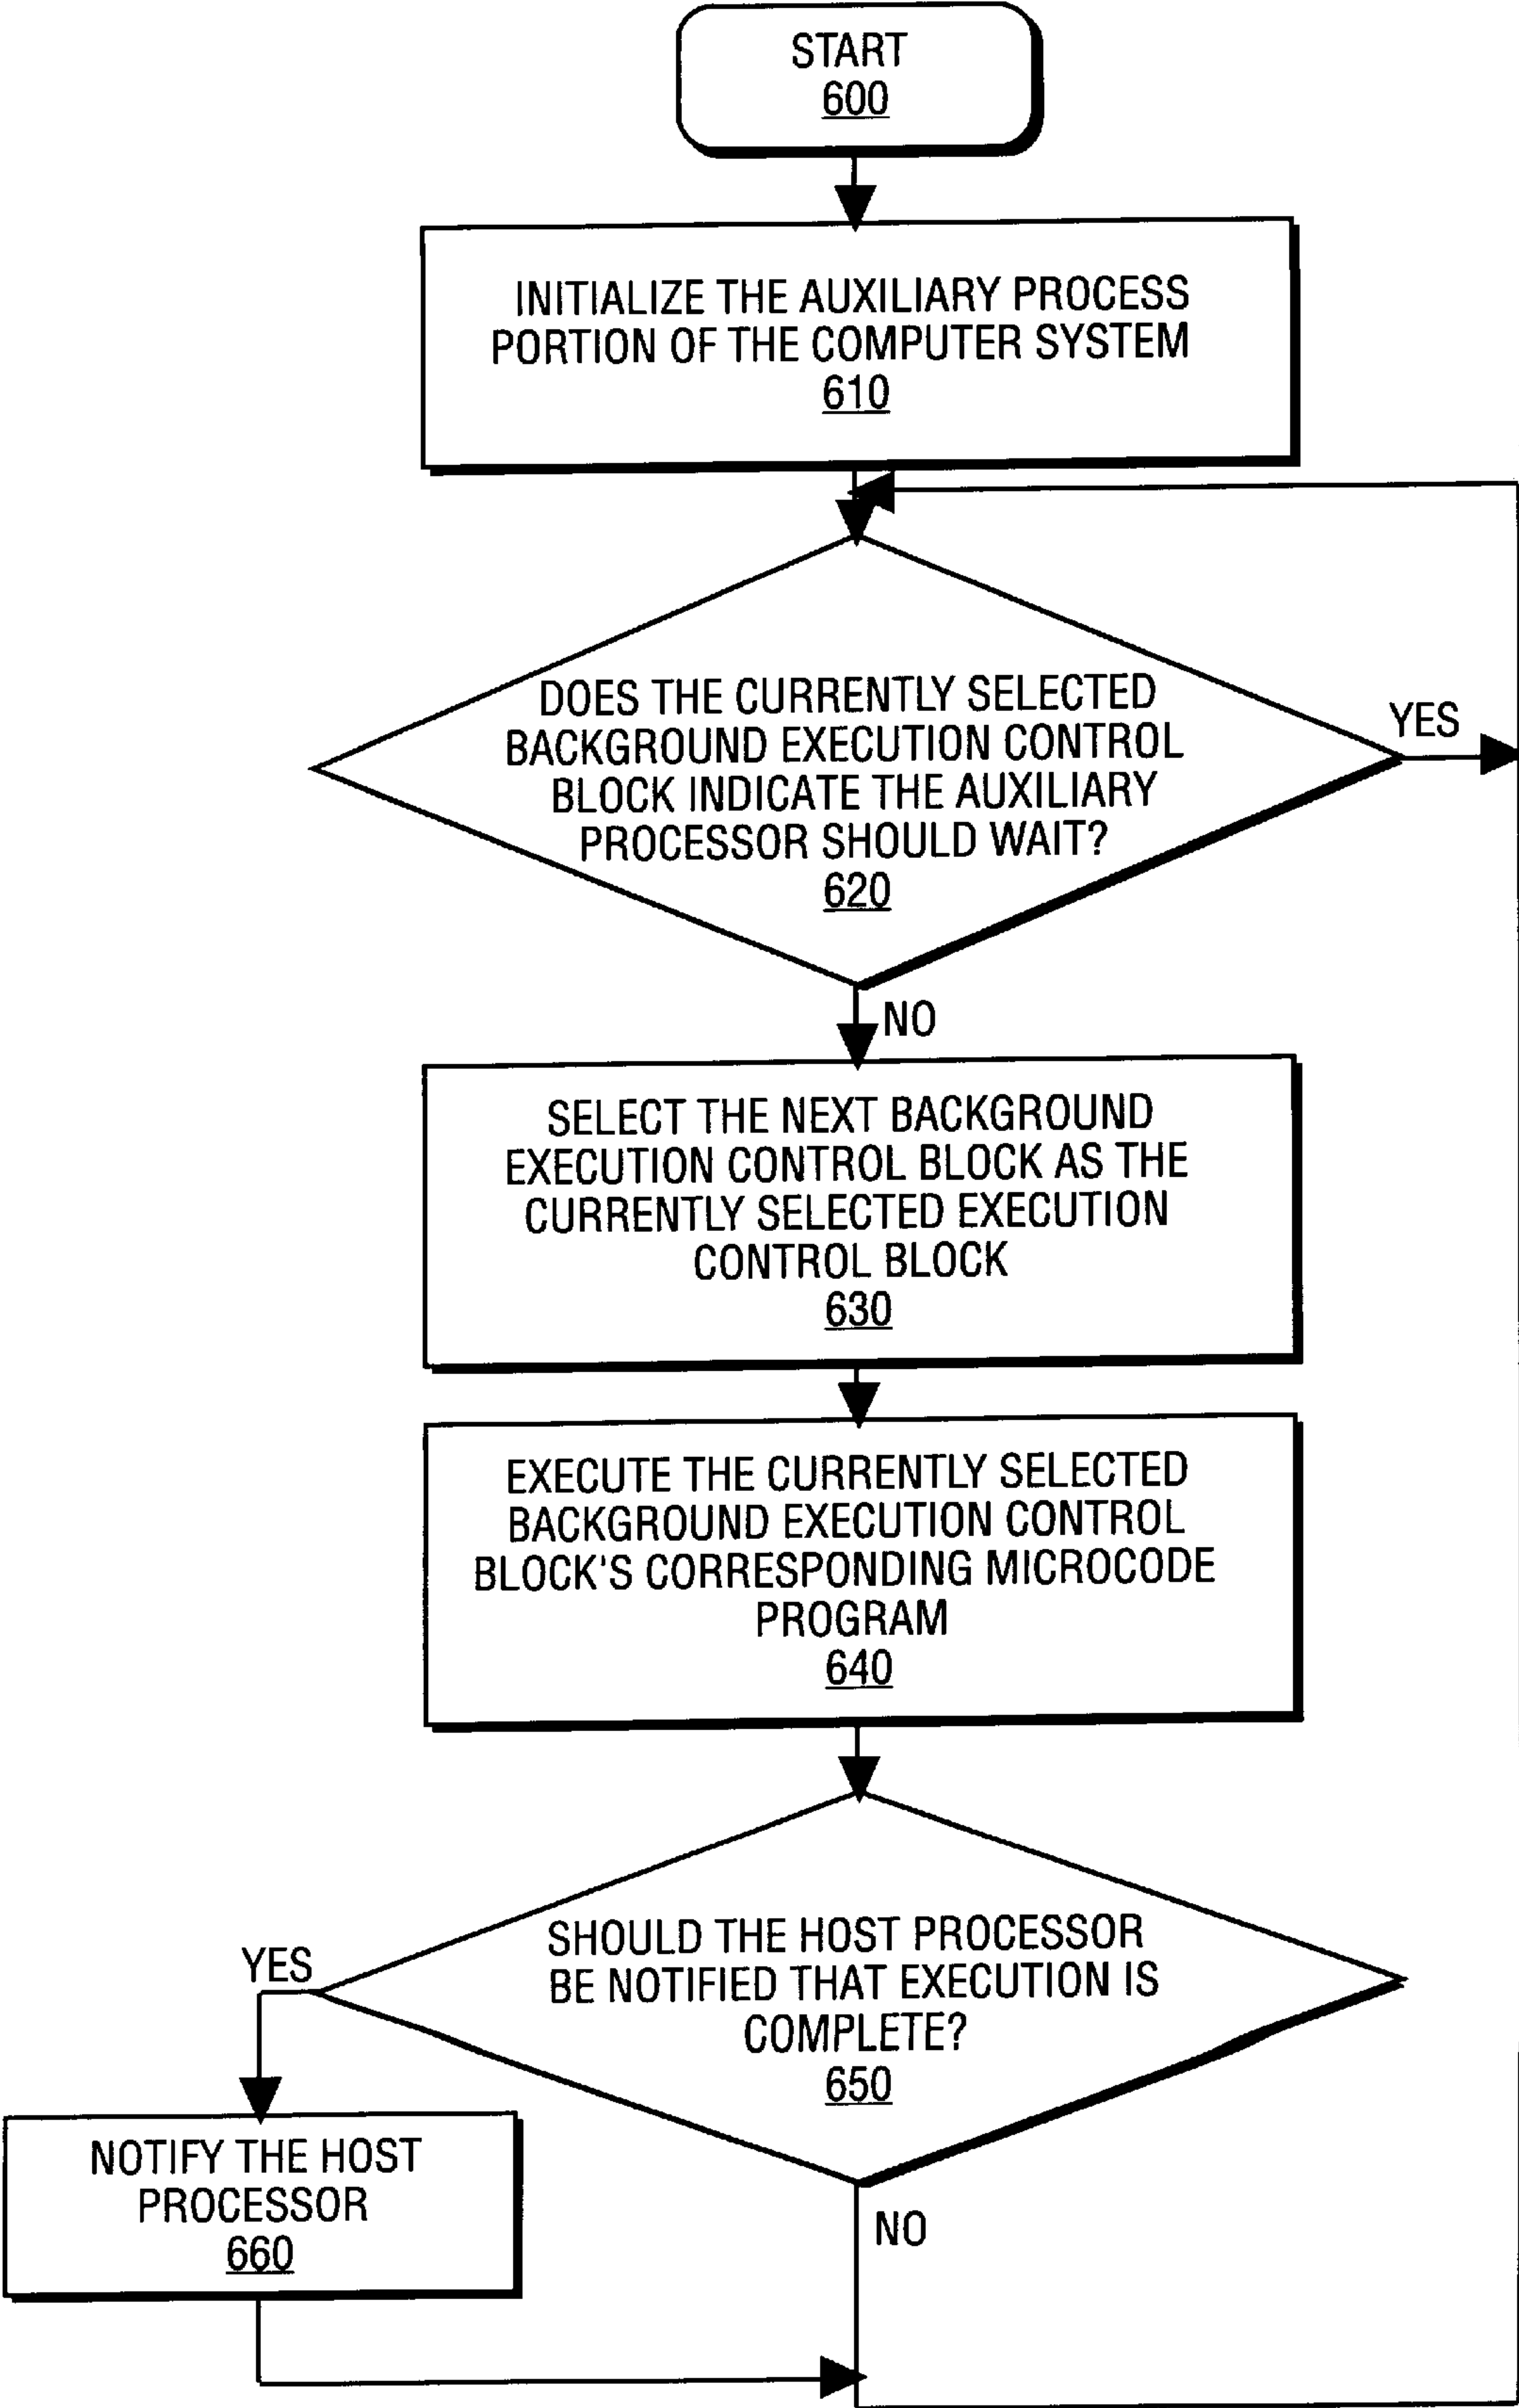 START
600
INITIALIZE THE AUXILIARY PROCESS
PORTION OF THE COMPUTER SYSTEM
610
DOES THE CURRENTLY SELECTED
BACKGROUND EXECUTION CONTROL
BLOCK INDICATE THE AUXILIARY
PROCESSOR SHOULD WAIT?
620
YES
NO
SELECT THE NEXT BACKGROUND
EXECUTION CONTROL BLOCK AS THE
CURRENTLY SELECTED EXECUTION
CONTROL BLOCK
630
EXECUTE THE CURRENTLY SELECTED
BACKGROUND EXECUTION CONTROL
BLOCK'S CORRESPONDING MICROCODE
PROGRAM
640
SHOULD THE HOST PROCESSOR
BE NOTIFIED THAT EXECUTION IS
COMPLETE?
650
YES
NOTIFY THE HOST
PROCESSOR
660
NO